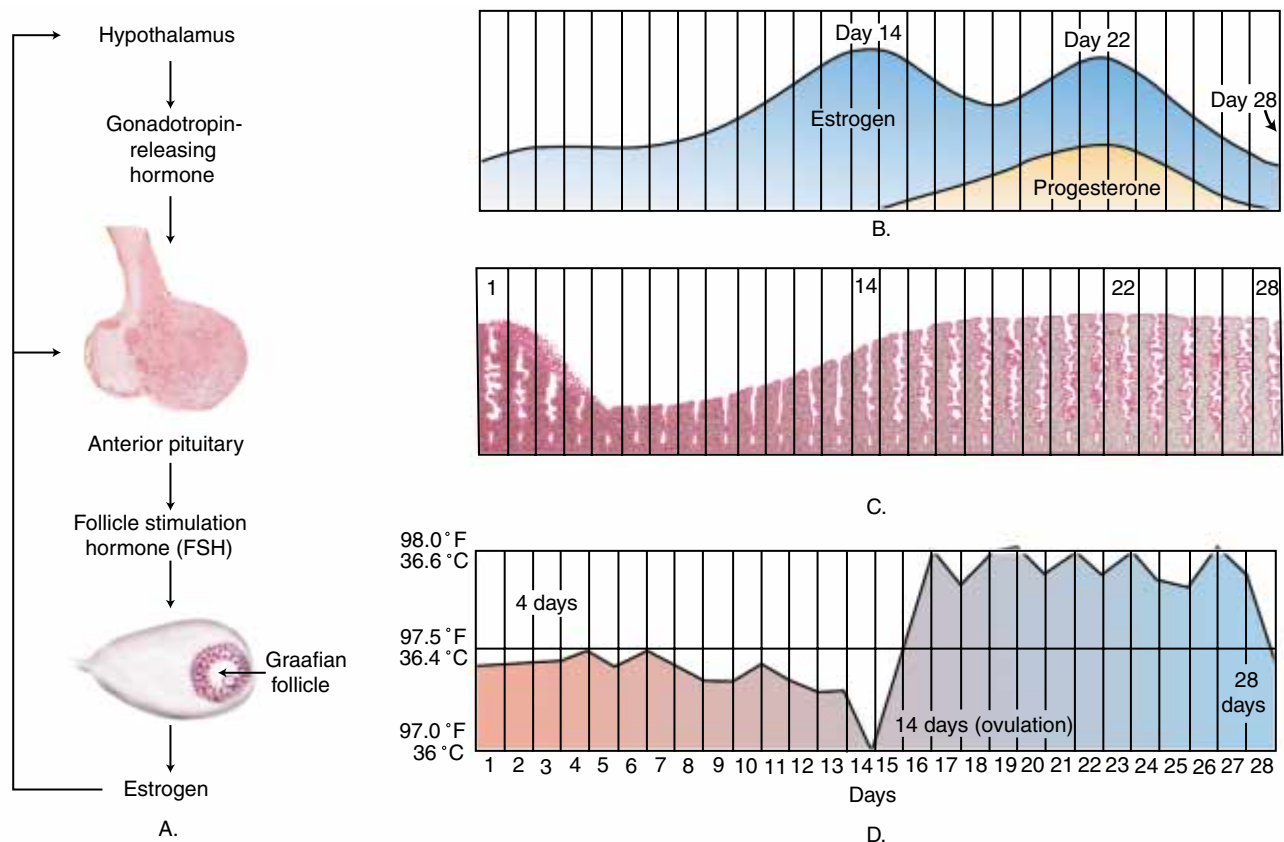 Hypothalamus
Gonadotropin-
releasing
hormone
Anterior pituitary
Follicle stimulation
hormone (FSH)
Graafian
follicle
Estrogen
A.
Day 14
Day 22
Day 28
Estrogen
Progesterone
B.
1
14
22
28
C.
98.0˚F
36.6˚C
4 days
97.5˚F
36.4˚C
28
days
14 days (ovulation)
97.0˚F
36˚C
1 2 3 4 5 6 7 8 9 10 11 12 13 14 15 16 17 18 19 20 21 22 23 24 25 26 27 28
Days
D.